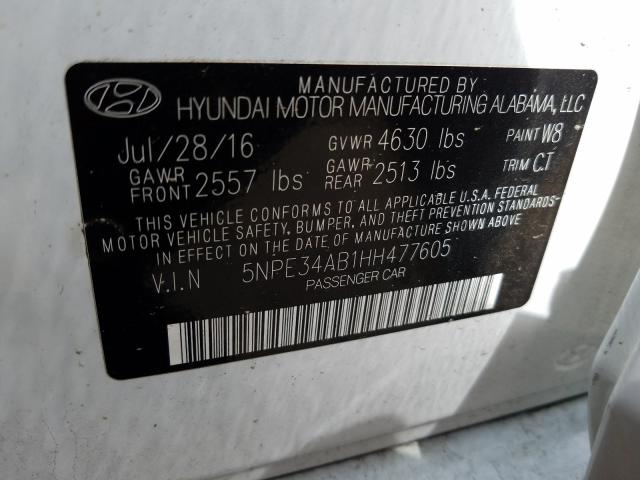 MANUFACTURED BY
HYUNDAI MOTOR MANUFACTURING ALABAMA, LLC
Jul/28/16 GVWR 4630 lbs PAINT W8
GAWR FRONT 2557 lbs GAWR REAR 2513 lbs TRIM CT
THIS VEHICLE CONFORMS TO ALL APPLICABLE U.S.A. FEDERAL
MOTOR VEHICLE SAFETY, BUMPER, AND THEFT PREVENTION STANDARDS
IN EFFECT ON THE DATE OF MANUFACTURE SHOWN ABOVE.
V.I.N 5NPE34AB1HH477605
PASSENGER CAR